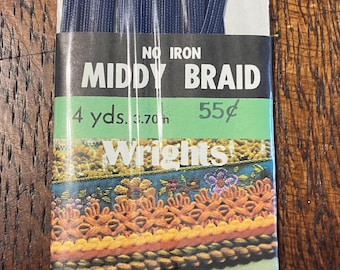 NO IRON
MIDDY BRAID
4 yds. 3.70m 55¢
Wrights